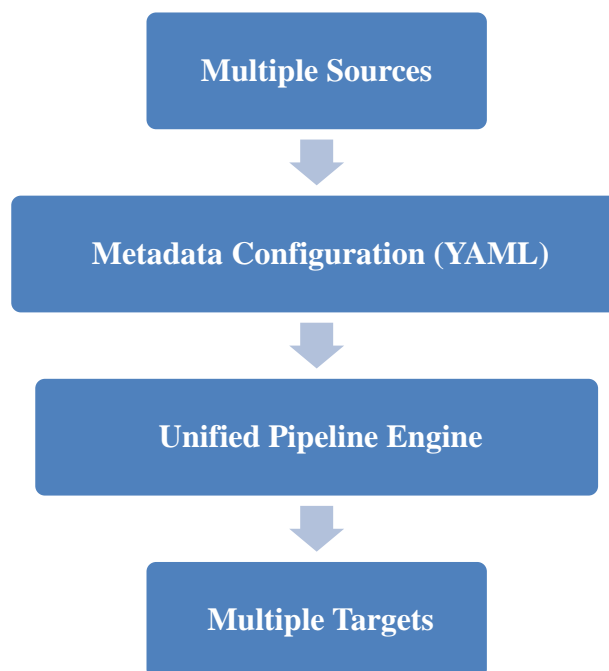 Multiple Sources
Metadata Configuration (YAML)
Unified Pipeline Engine
Multiple Targets